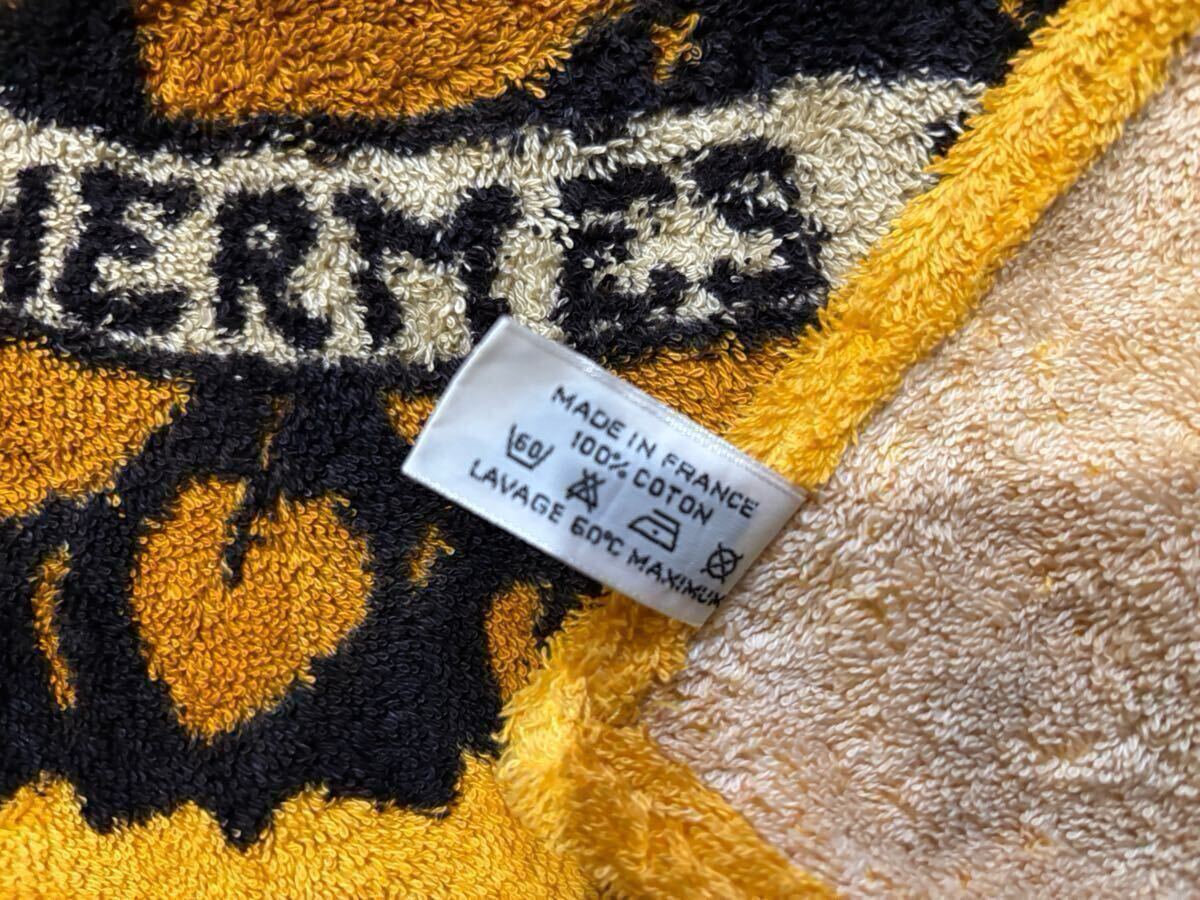 HERMES
MADE IN FRANCE
100% COTON
60
LAVAGE 60°C MAXIMUM